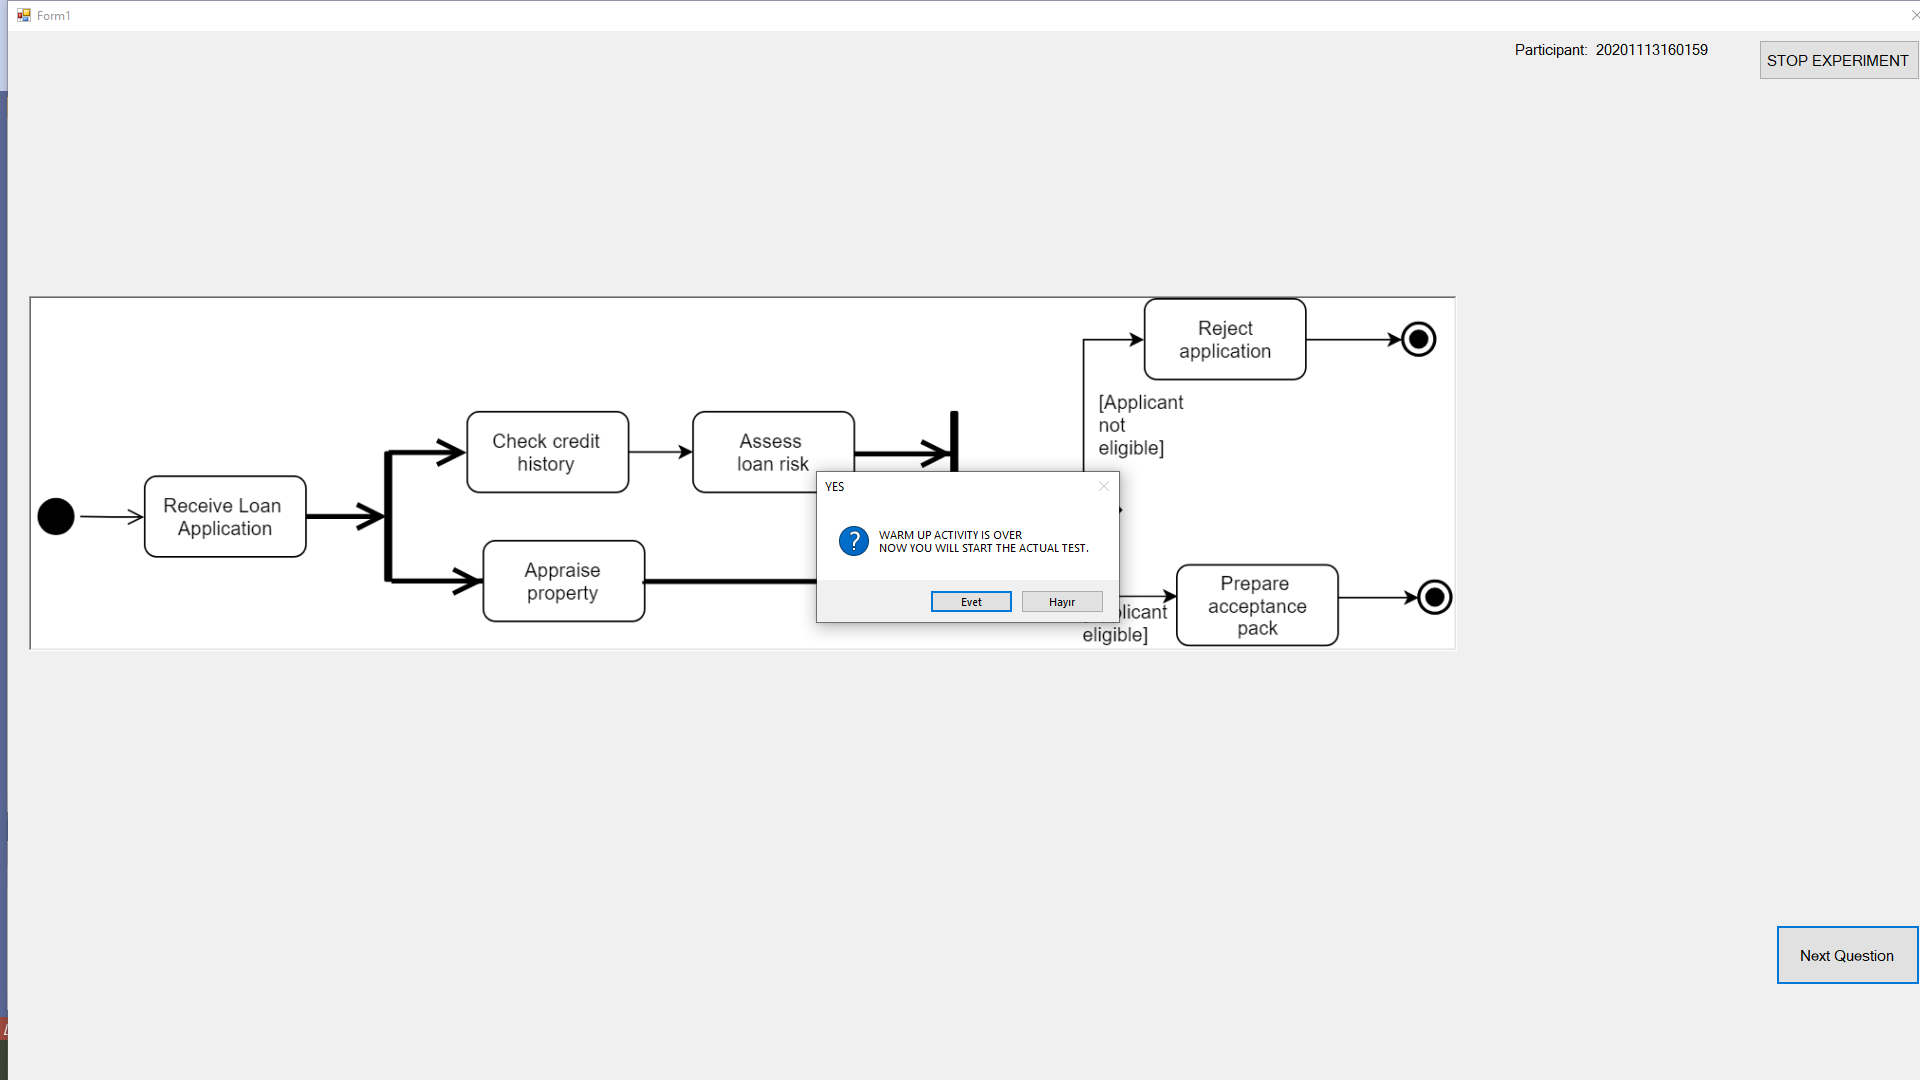 Form1
Participant: 20201113160159
STOP EXPERIMENT
Reject
application
[Applicant
not
eligible]
Check credit
history
Assess
loan risk
Receive Loan
Application
YES
WARM UP ACTIVITY IS OVER
NOW YOU WILL START THE ACTUAL TEST.
Evet
Hayır
Appraise
property
Prepare
acceptance
pack
eligible]
Next Question